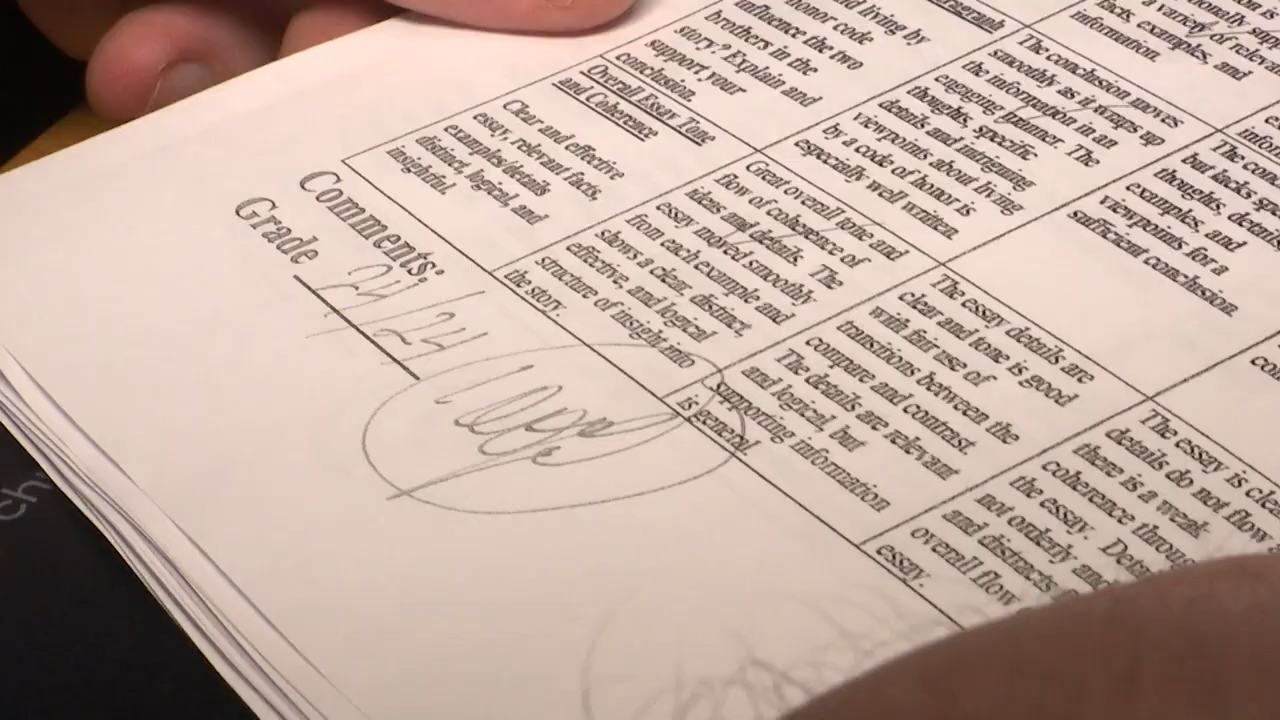 nd living by
honor code
influence the two
brothers in the
story? Explain and
support your
conclusion.
Overall Essay Tone
and Coherence
Clear and effective
essay, relevant facts,
examples/details
distinct, logical, and
insightful.
The conclusion moves
smoothly as it wraps up
the information in an
engaging manner. The
thoughts, specific
details and intriguing
viewpoints about living
by a code of honor is
especially well written.
Great overall tone and
flow of coherence of
ideas and details. The
essay moved smoothly
from each example and
shows a clear, distinct,
effective, and logical
structure of insight into
the story.
of relevan
facts, examples, and
information.
but lacks spe
thoughts, details
examples, and
viewpoints for a
sufficient conclusion.
The essay details are
clear and tone is good
with fair use of
transitions between the
compare and contrast.
The details are relevant
and logical, but
supporting information
is general.
The essay is clea
details do not flow a
there is a weak
coherence throug
the essay. Deta
not orderly and
and distracts
overall flow
essay.
Comments:
Grade 24/24